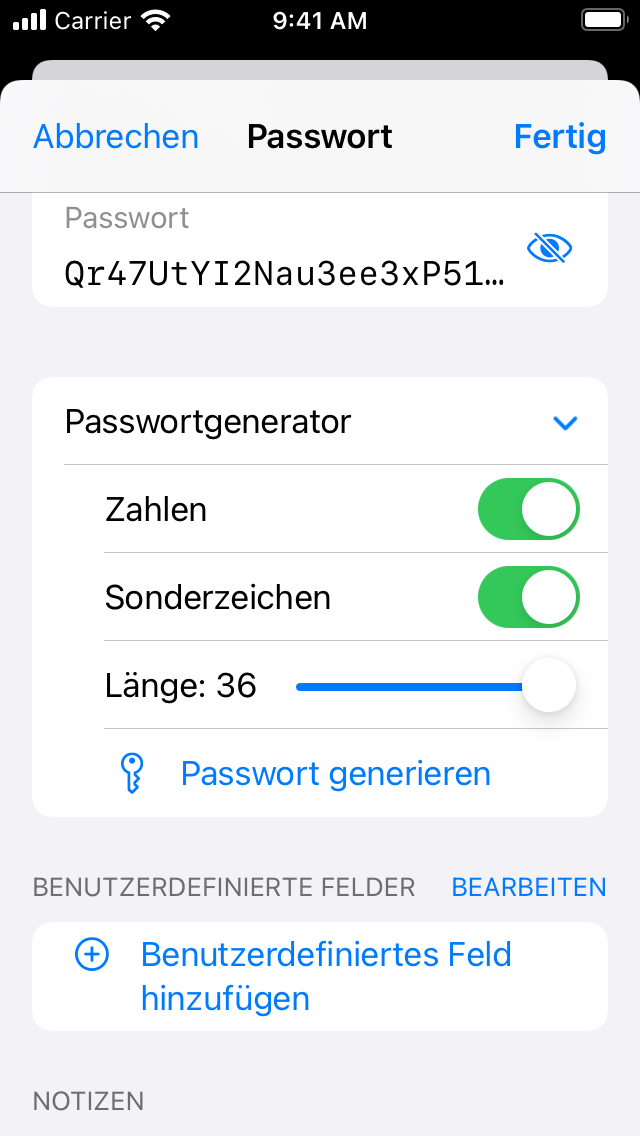 Carrier 9:41 AM
Abbrechen Passwort Fertig
Passwort
Qr47UtYI2Nau3ee3xP51…
Passwortgenerator
Zahlen
Sonderzeichen
Länge: 36
Passwort generieren
BENUTZERDEFINIERTE FELDER BEARBEITEN
Benutzerdefiniertes Feld
hinzufügen
NOTIZEN